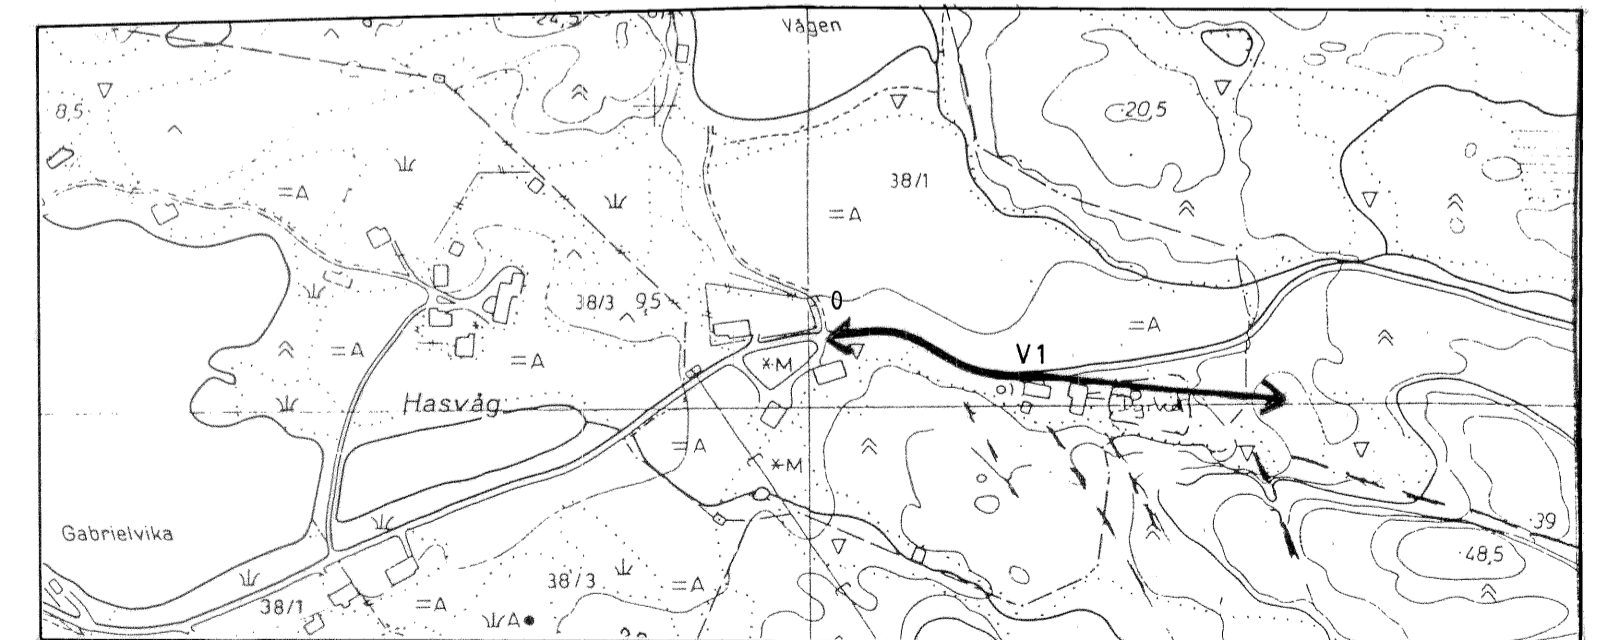 24,5
Vågen
8,5
20,5
=A
38/1
=A
38/3
9,5
0
=A
=A
=A
V1
*M
Hasvåg
=A
*M
Gabrielvika
39
48,5
38/3
=A
38/1
=A
A